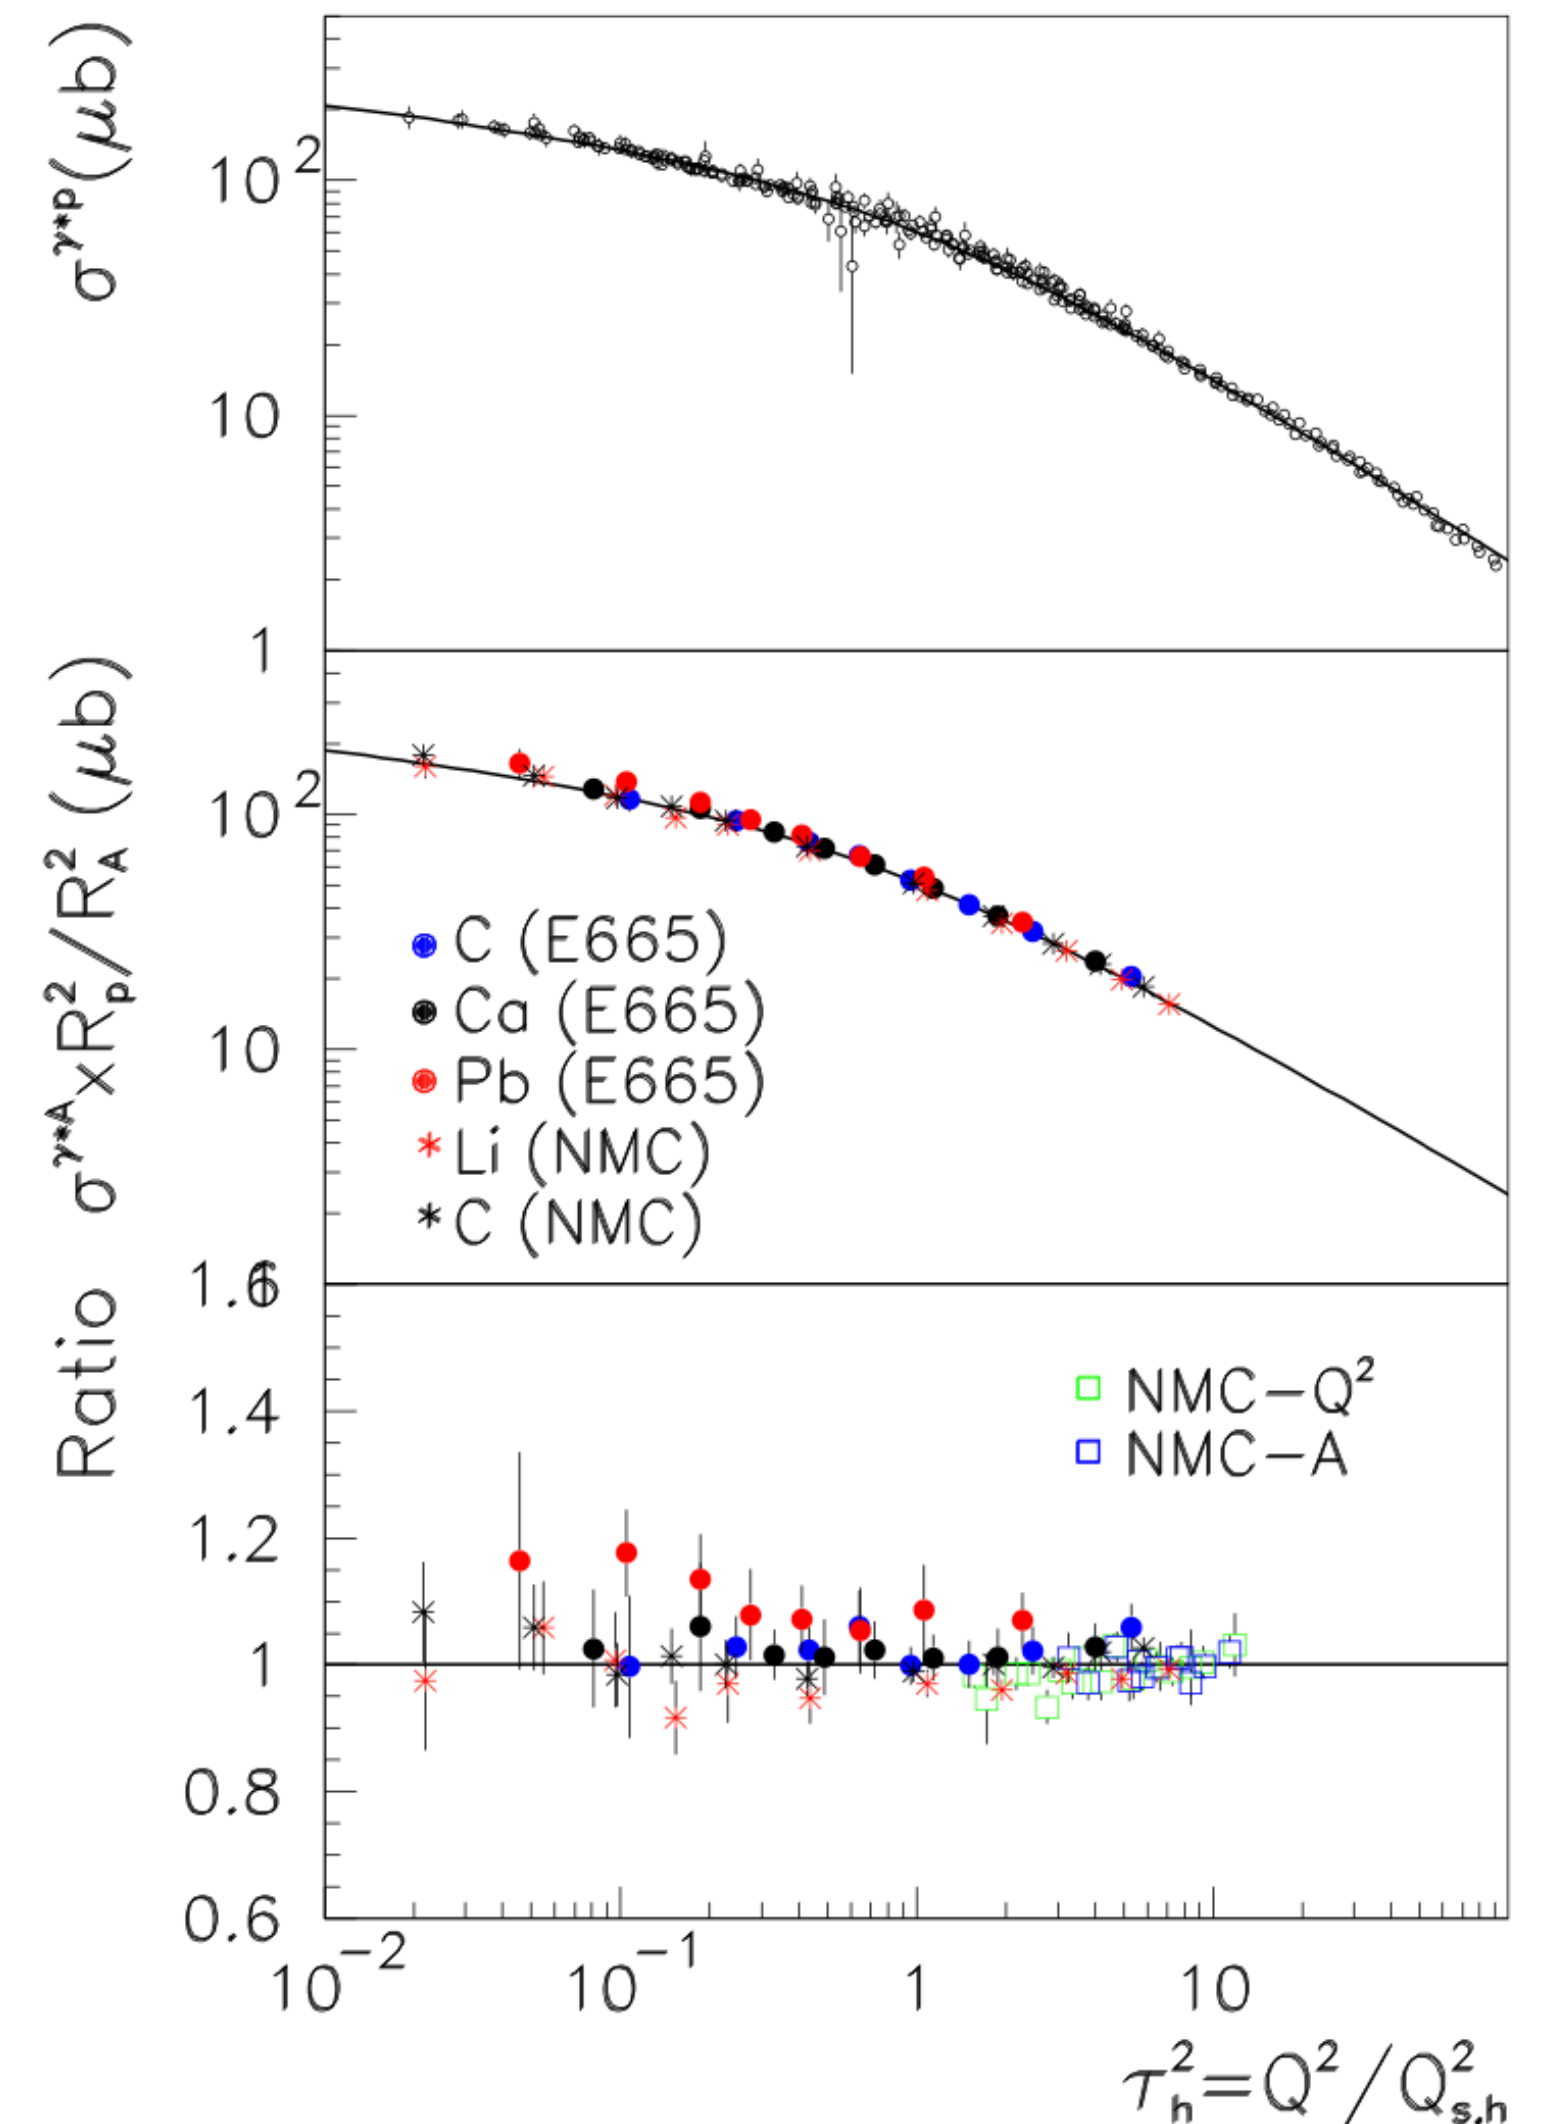 σ^γ*p(μb)
10^2
10
1
σ^γ*A×R_p^2/R_A^2 (μb)
10^2
10
1
C (E665)
Ca (E665)
Pb (E665)
Li (NMC)
C (NMC)
Ratio
1.6
1.4
1.2
1
0.8
0.6
NMC−Q^2
NMC−A
10^−2 10^−1 1 10
τ_h^2=Q^2/Q_s,h^2